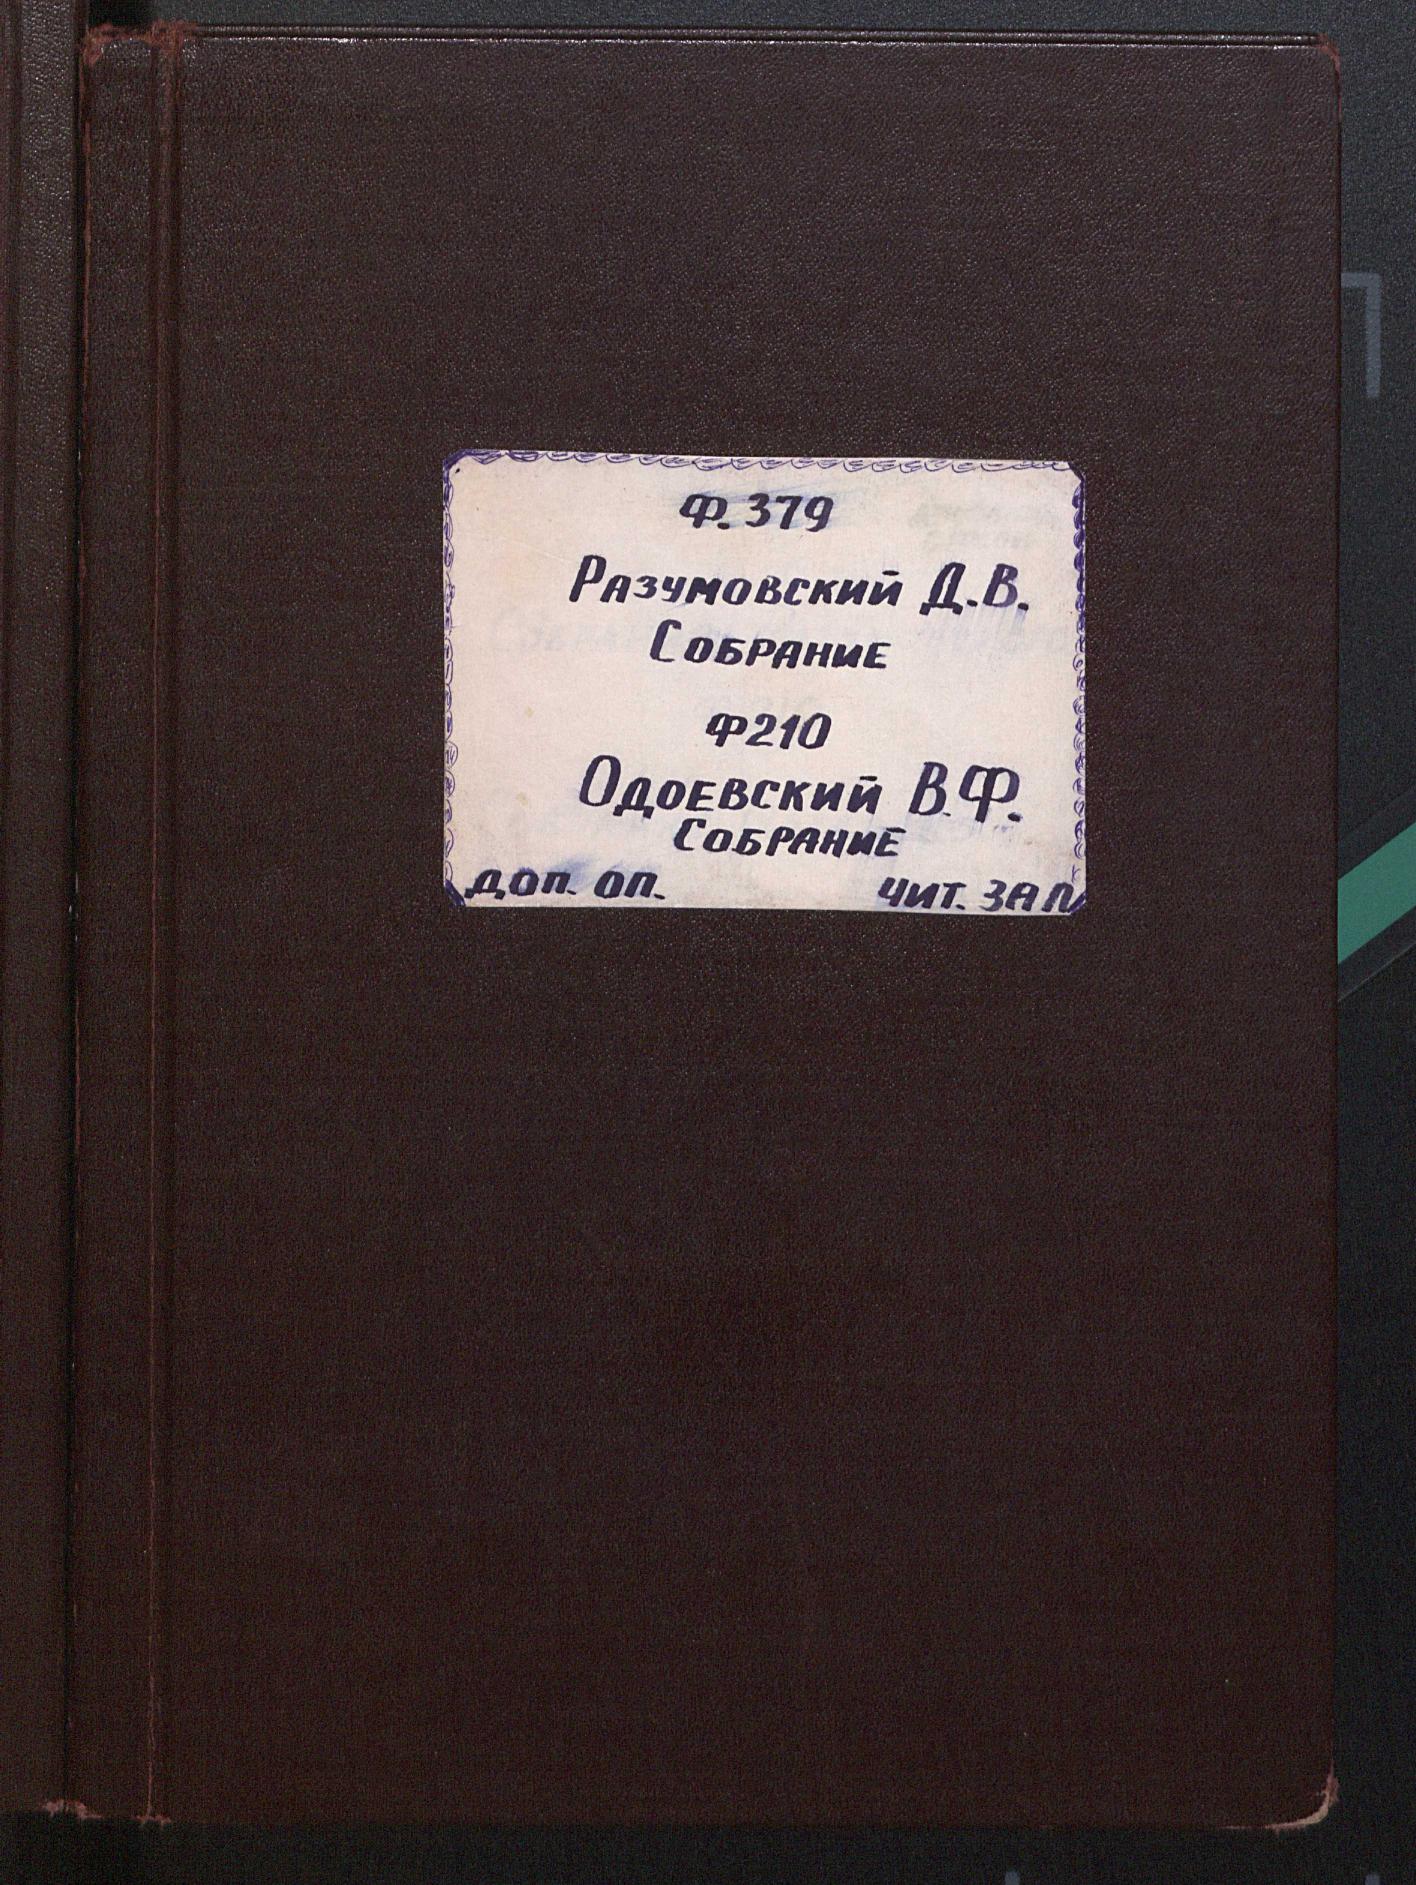 Ф. 379
Разумовский Д.В.
Собрание
Ф210
Одоевский В.Ф.
Собрание
доп. оп. чит. зал